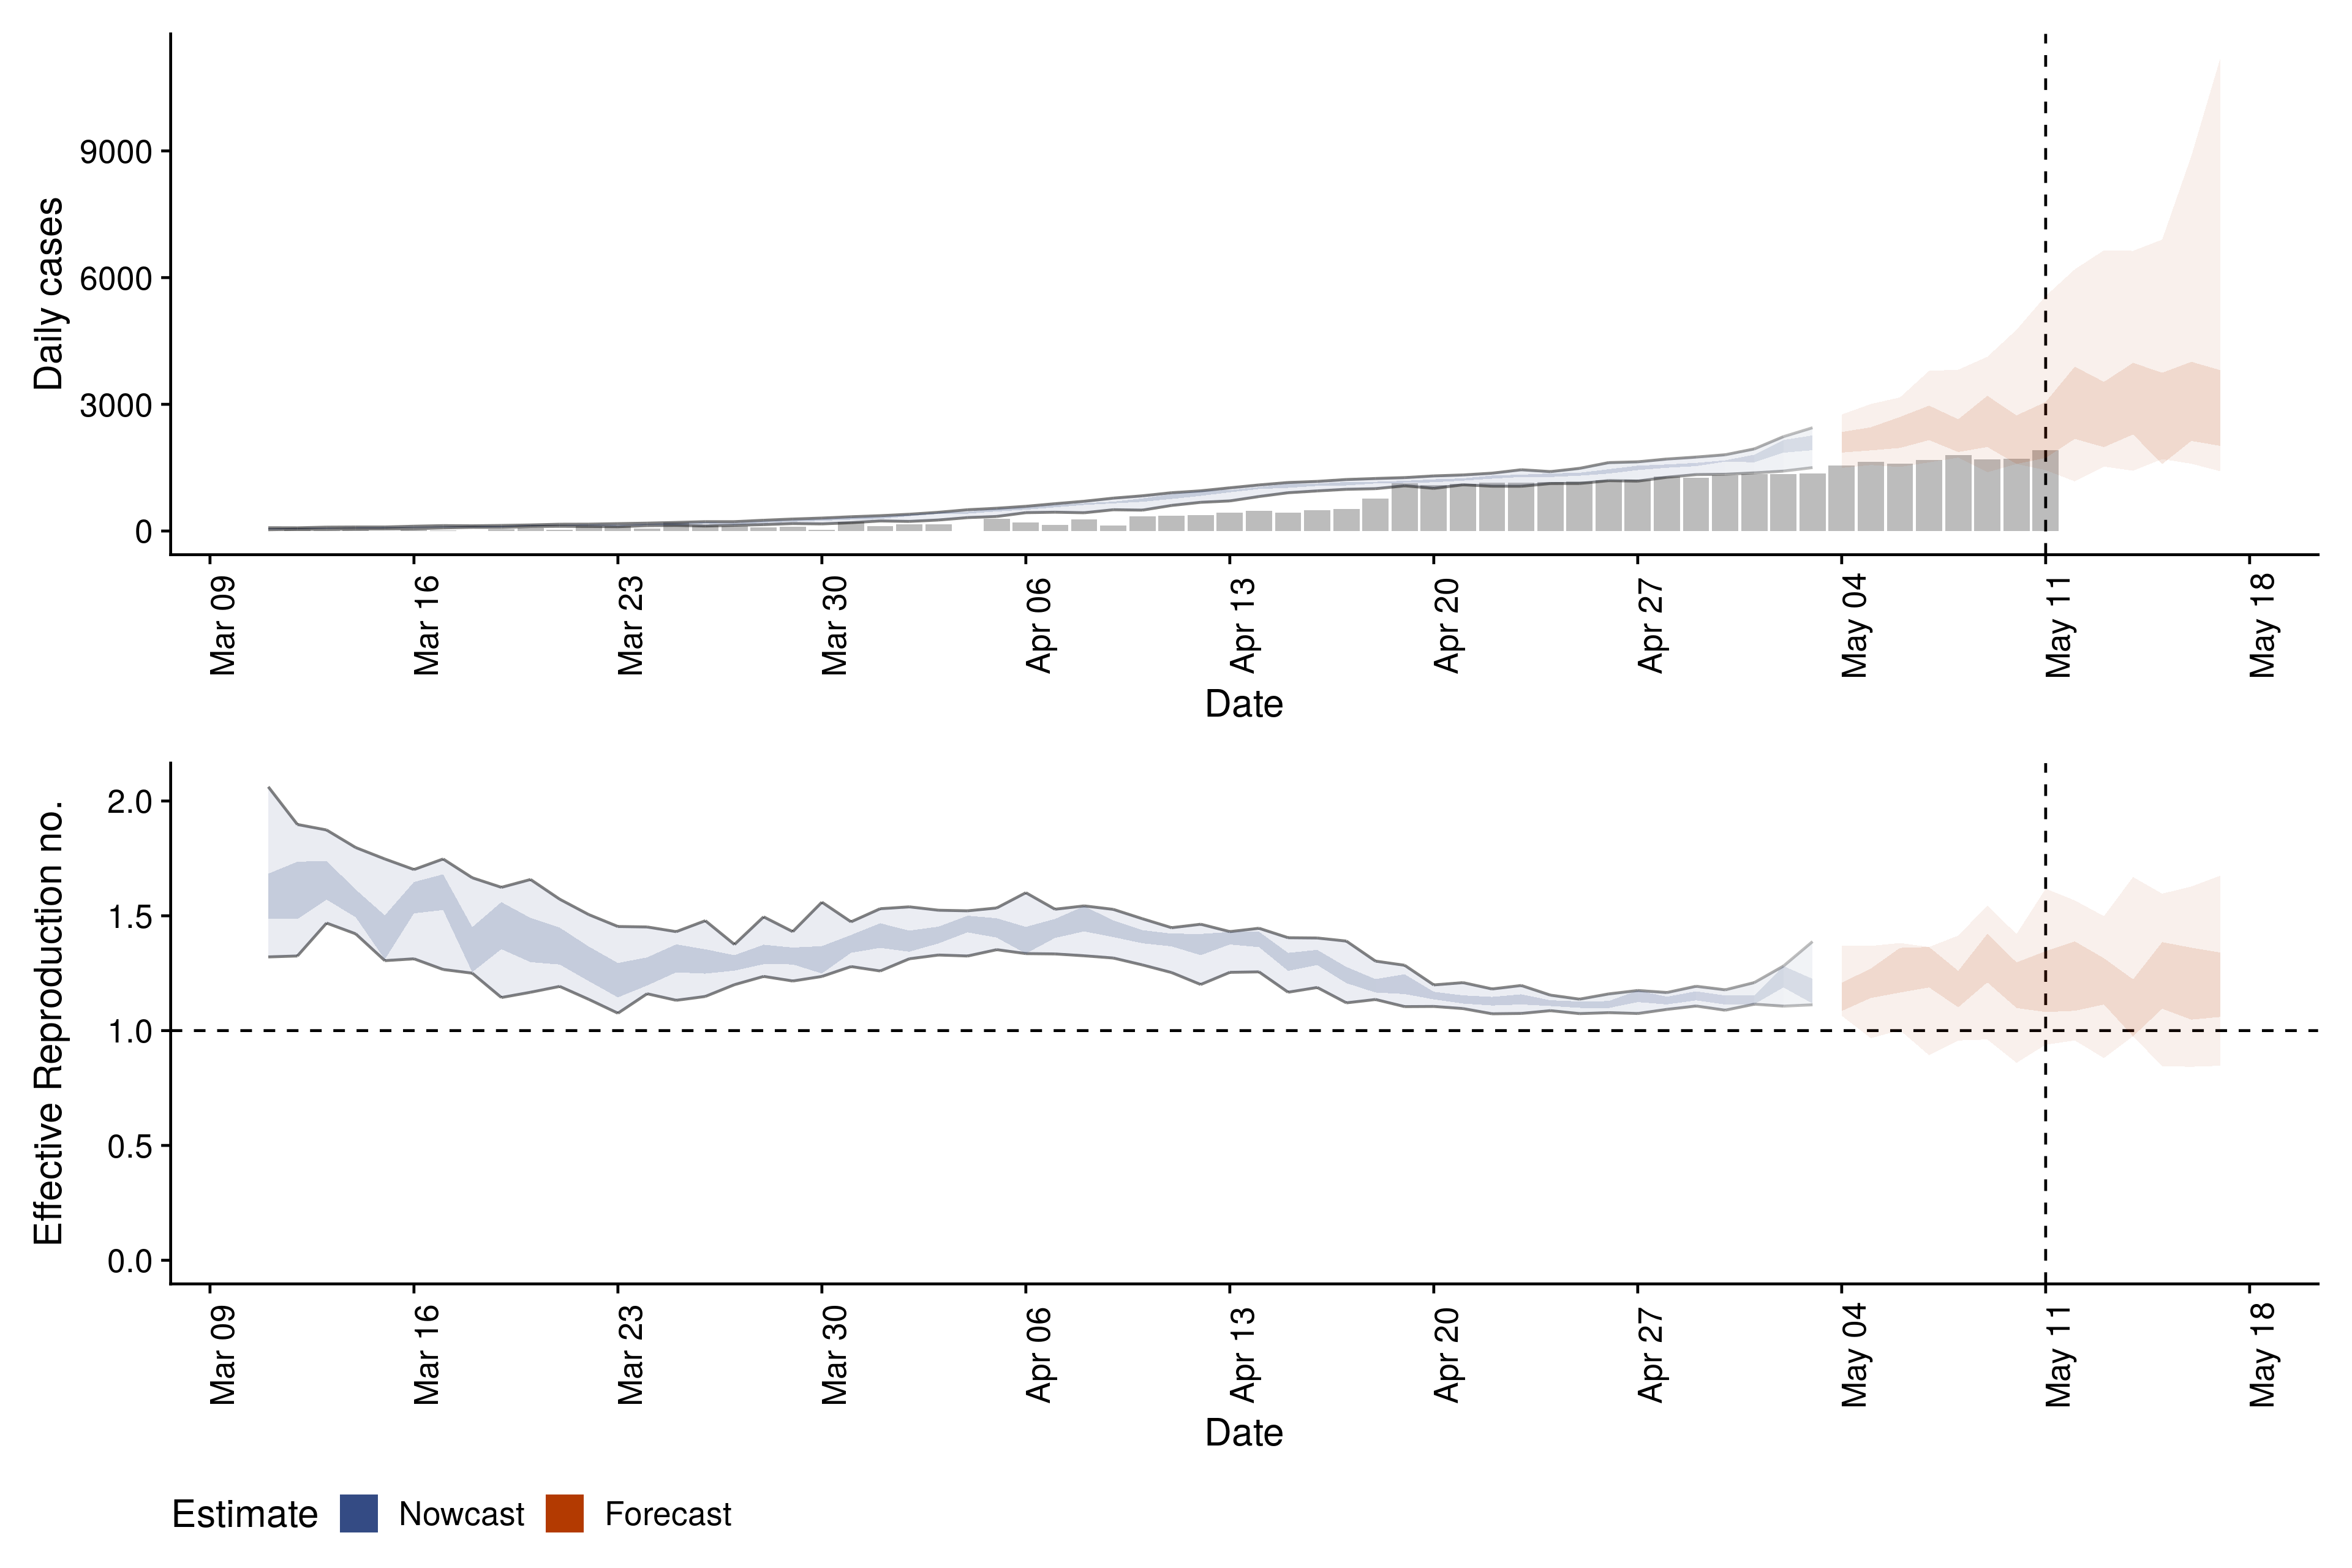 Daily cases
9000
6000
3000
0
Mar 09
Mar 16
Mar 23
Mar 30
Apr 06
Apr 13
Apr 20
Apr 27
May 04
May 11
May 18
Date
Effective Reproduction no.
2.0
1.5
1.0
0.5
0.0
Mar 09
Mar 16
Mar 23
Mar 30
Apr 06
Apr 13
Apr 20
Apr 27
May 04
May 11
May 18
Date
Estimate Nowcast Forecast